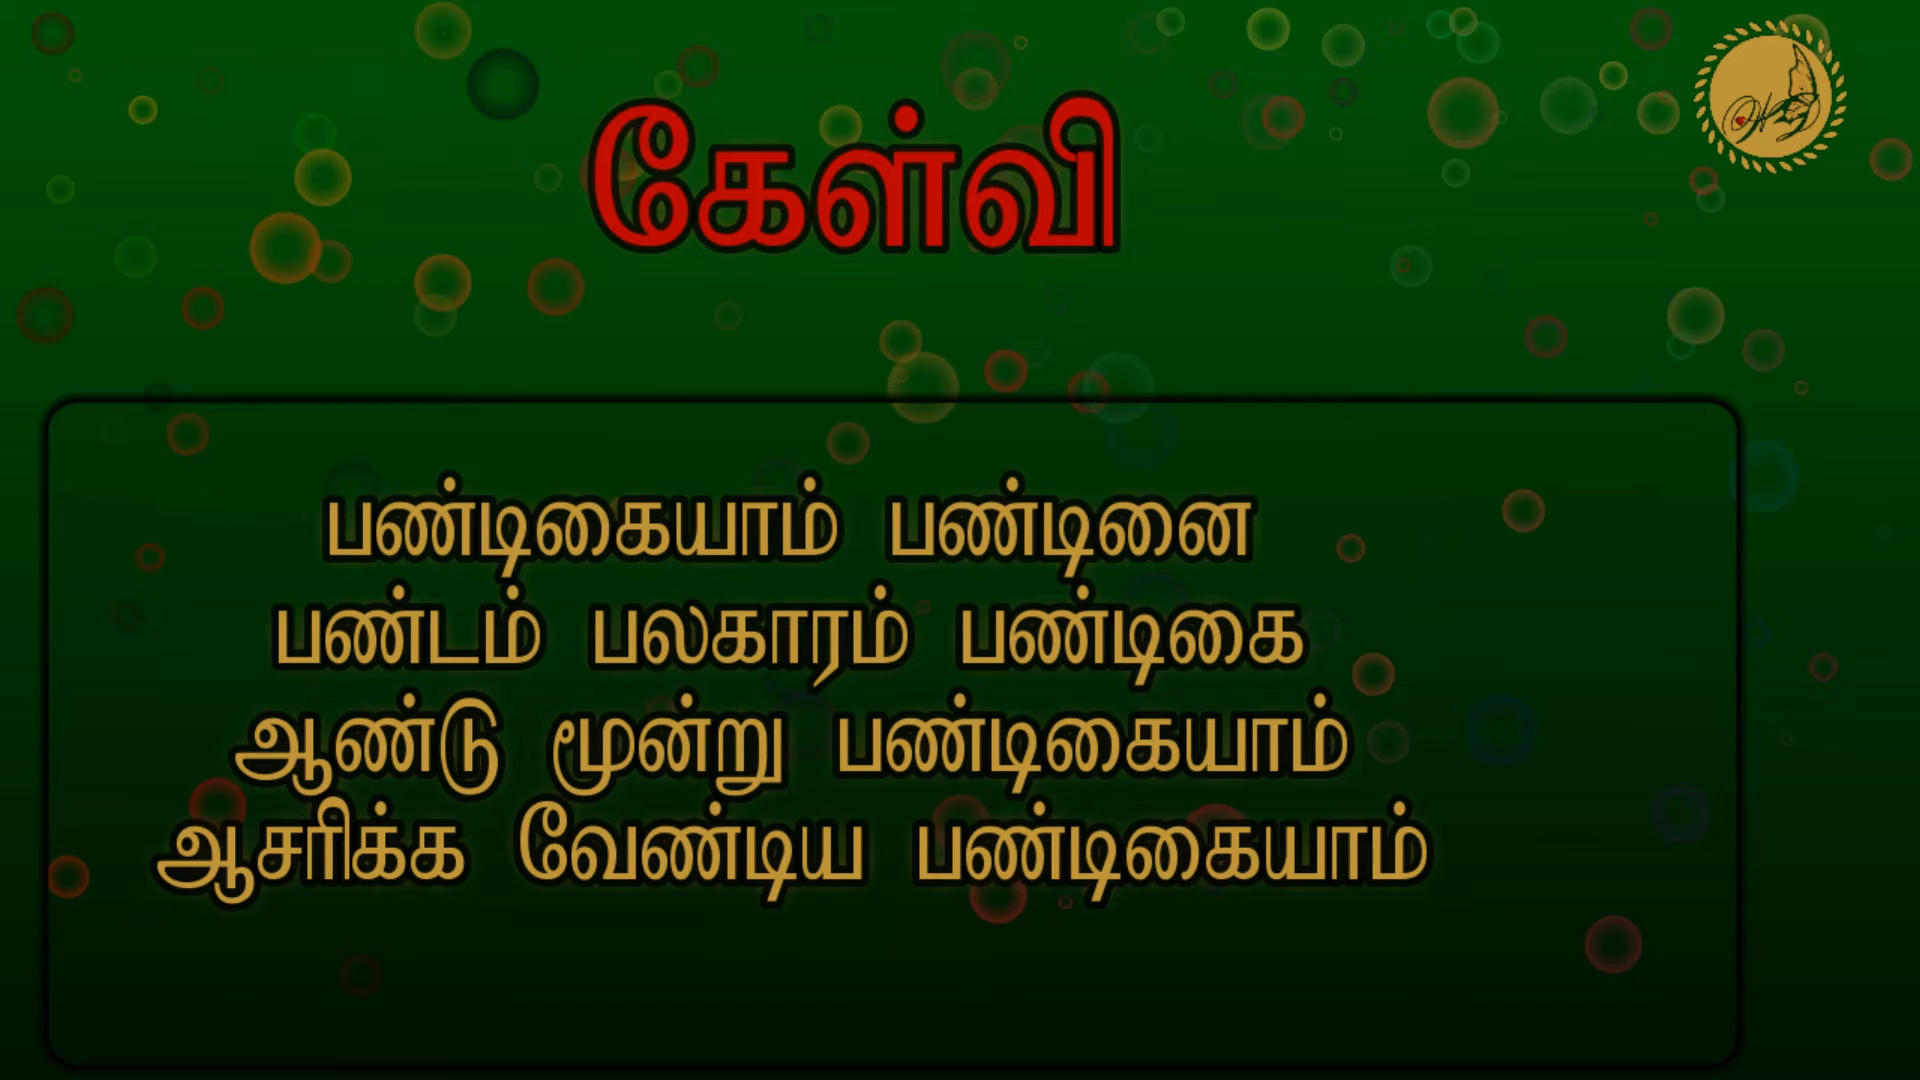 கேள்வி
பண்டிகையாம் பண்டினை
பண்டம் பலகாரம் பண்டிகை
ஆண்டு மூன்று பண்டிகையாம்
ஆசரிக்க வேண்டிய பண்டிகையாம்